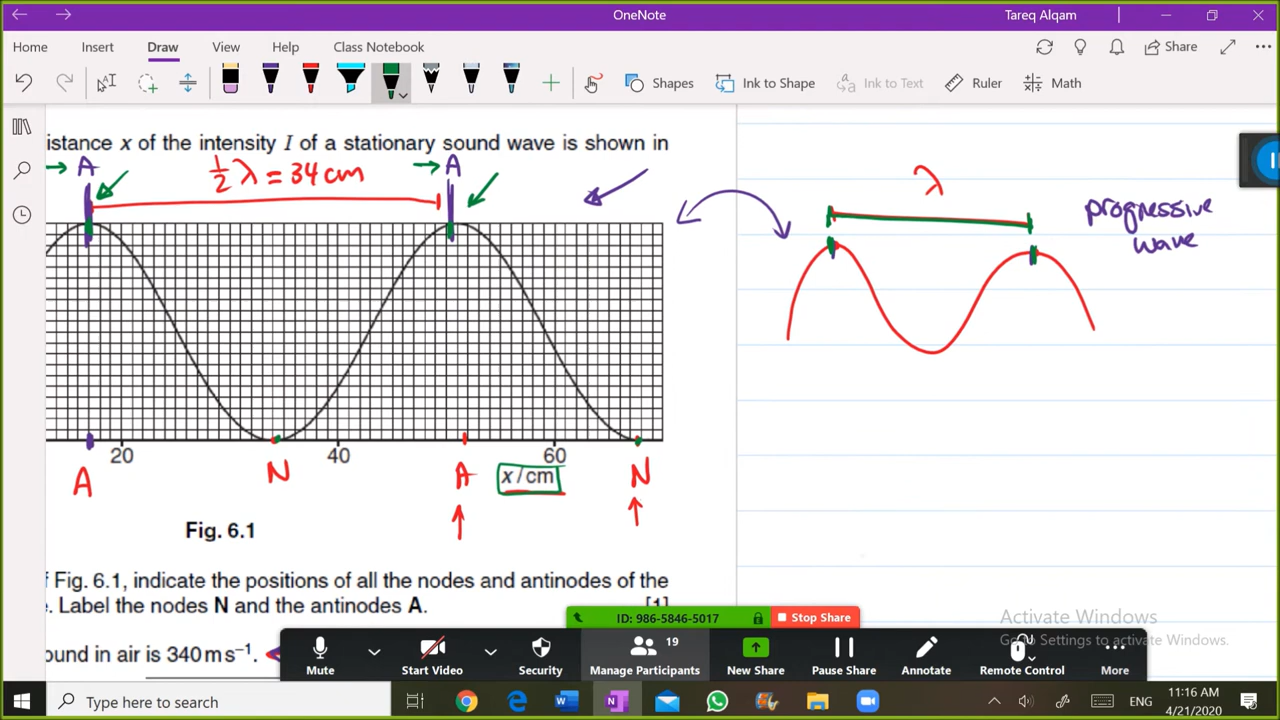 OneNote
Tareq Alqam
Home Insert Draw View Help Class Notebook
Share
Shapes Ink to Shape Ink to Text Ruler Math
istance x of the intensity I of a stationary sound wave is shown in
A ½λ = 34cm A
λ
progressive
wave
20 40 60
A N A x/cm N
Fig. 6.1
f Fig. 6.1, indicate the positions of all the nodes and antinodes of the
e. Label the nodes N and the antinodes A. [1]
ound in air is 340 m s⁻¹.
ID: 986-5846-5017 Stop Share
19
Mute Start Video Security Manage Participants New Share Pause Share Annotate Remote Control More
Activate Windows
Go to Settings to activate Windows.
Type here to search
ENG
11:16 AM
4/21/2020